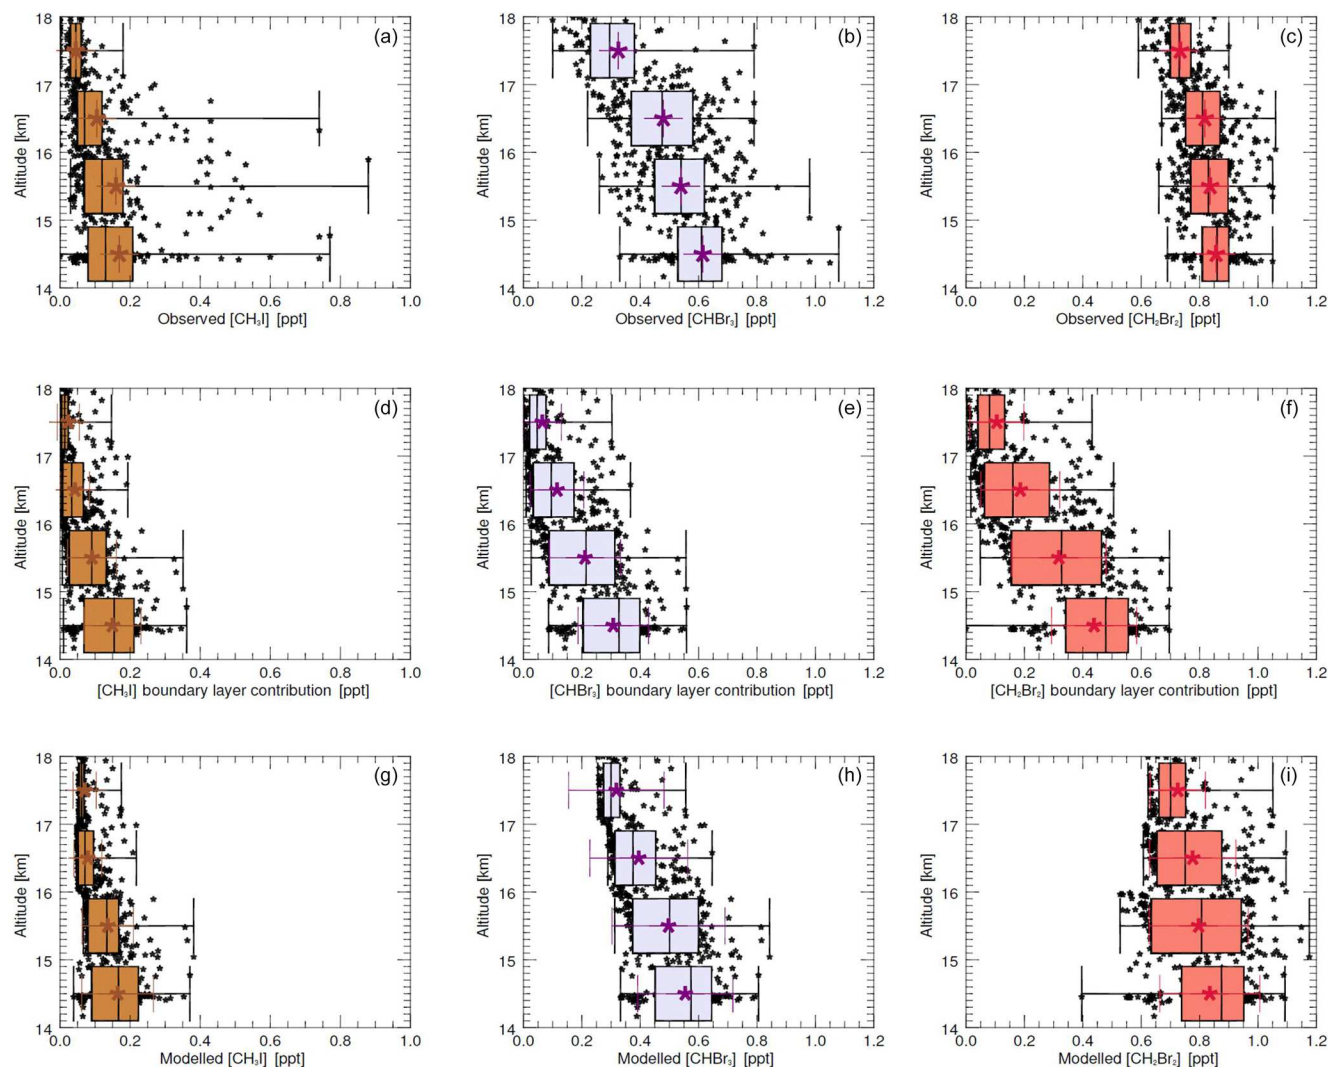 (a)
Altitude [km]
18
17
16
15
14
0.0 0.2 0.4 0.6 0.8 1.0
Observed [CH₃I] [ppt]
(b)
Altitude [km]
18
17
16
15
14
0.0 0.2 0.4 0.6 0.8 1.0 1.2
Observed [CHBr₃] [ppt]
(c)
Altitude [km]
18
17
16
15
14
0.0 0.2 0.4 0.6 0.8 1.0 1.2
Observed [CH₂Br₂] [ppt]
(d)
Altitude [km]
18
17
16
15
14
0.0 0.2 0.4 0.6 0.8 1.0
[CH₃I] boundary layer contribution [ppt]
(e)
Altitude [km]
18
17
16
15
14
0.0 0.2 0.4 0.6 0.8 1.0 1.2
[CHBr₃] boundary layer contribution [ppt]
(f)
Altitude [km]
18
17
16
15
14
0.0 0.2 0.4 0.6 0.8 1.0 1.2
[CH₂Br₂] boundary layer contribution [ppt]
(g)
Altitude [km]
18
17
16
15
14
0.0 0.2 0.4 0.6 0.8 1.0
Modelled [CH₃I] [ppt]
(h)
Altitude [km]
18
17
16
15
14
0.0 0.2 0.4 0.6 0.8 1.0 1.2
Modelled [CHBr₃] [ppt]
(i)
Altitude [km]
18
17
16
15
14
0.0 0.2 0.4 0.6 0.8 1.0 1.2
Modelled [CH₂Br₂] [ppt]